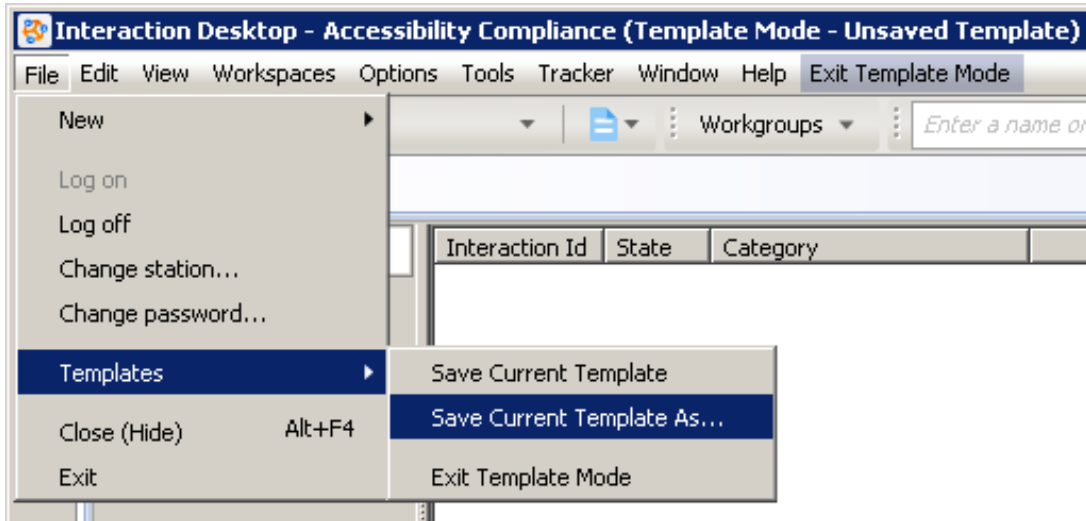 Interaction Desktop - Accessibility Compliance (Template Mode - Unsaved Template)
File Edit View Workspaces Options Tools Tracker Window Help Exit Template Mode
New
Workgroups
Enter a name or
Log on
Log off
Interaction Id State Category
Change station...
Change password...
Templates
Save Current Template
Save Current Template As...
Close (Hide) Alt+F4
Exit
Exit Template Mode